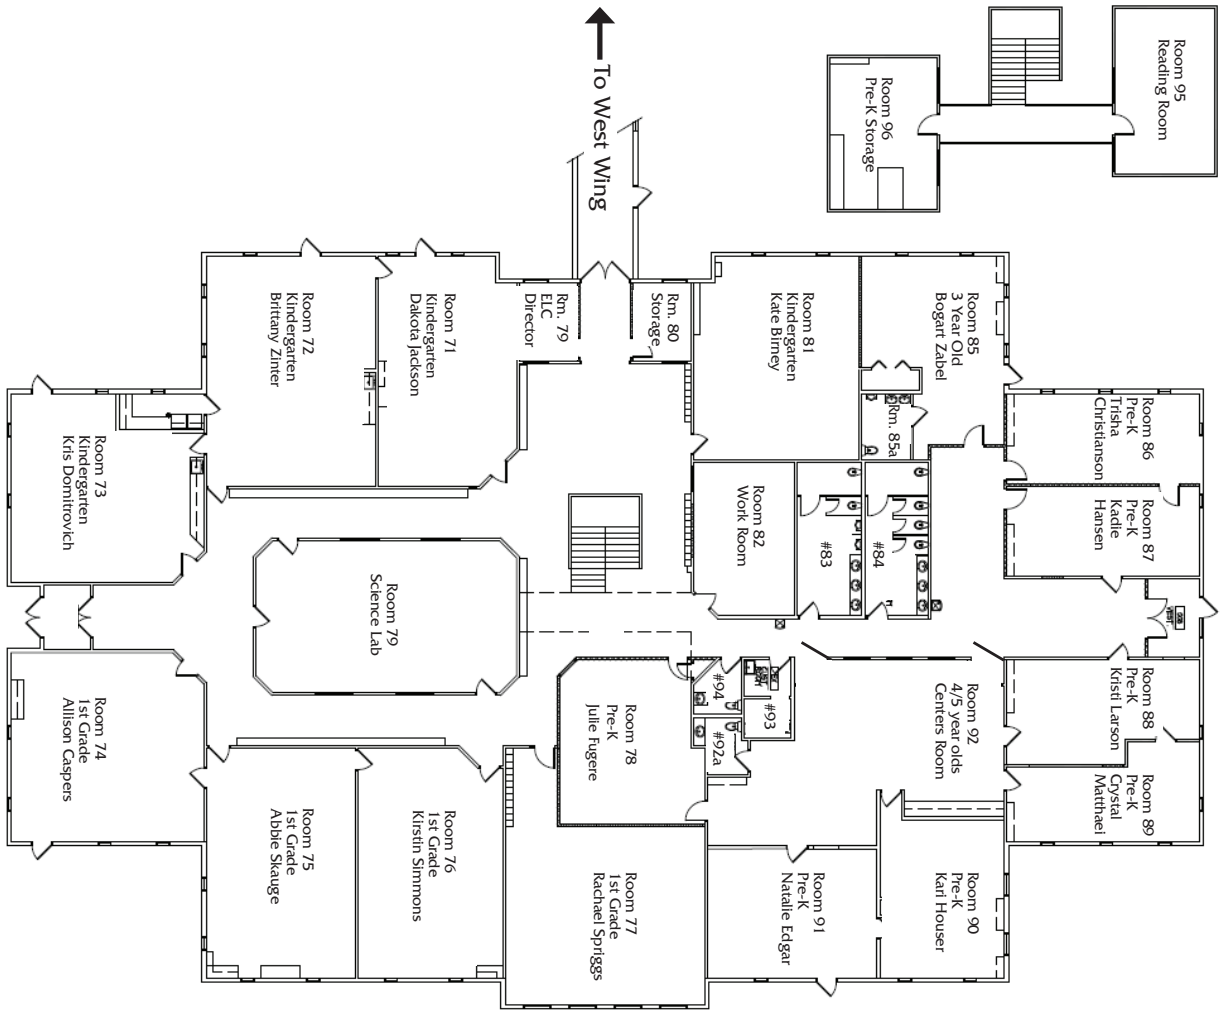 To West Wing
Room 95
Reading Room
Room 96
Pre-K Storage
Room 72
Kindergarten
Brittany Zinter
Room 71
Kindergarten
Dakota Jackson
Rm. 79
ELC
Director
Rm. 80
Storage
Room 81
Kindergarten
Kate Birney
Room 85
3 Year Old
Bogart Zabel
Rm. 85a
Room 86
Pre-K
Trisha
Christianson
Room 87
Pre-K
Kadie
Hansen
Room 73
Kindergarten
Kris Domitrovich
Room 82
Work Room
#83
#84
Room 79
Science Lab
Room 74
1st Grade
Allison Caspers
Room 75
1st Grade
Abbie Skauge
Room 76
1st Grade
Kirstin Simmons
Room 78
Pre-K
Julie Fugere
#94
#93
#92a
Room 92
4/5 year olds
Centers Room
Room 88
Pre-K
Kristi Larson
Room 89
Pre-K
Crystal
Matthaei
Room 77
1st Grade
Rachael Spriggs
Room 91
Pre-K
Natalie Edgar
Room 90
Pre-K
Kari Houser